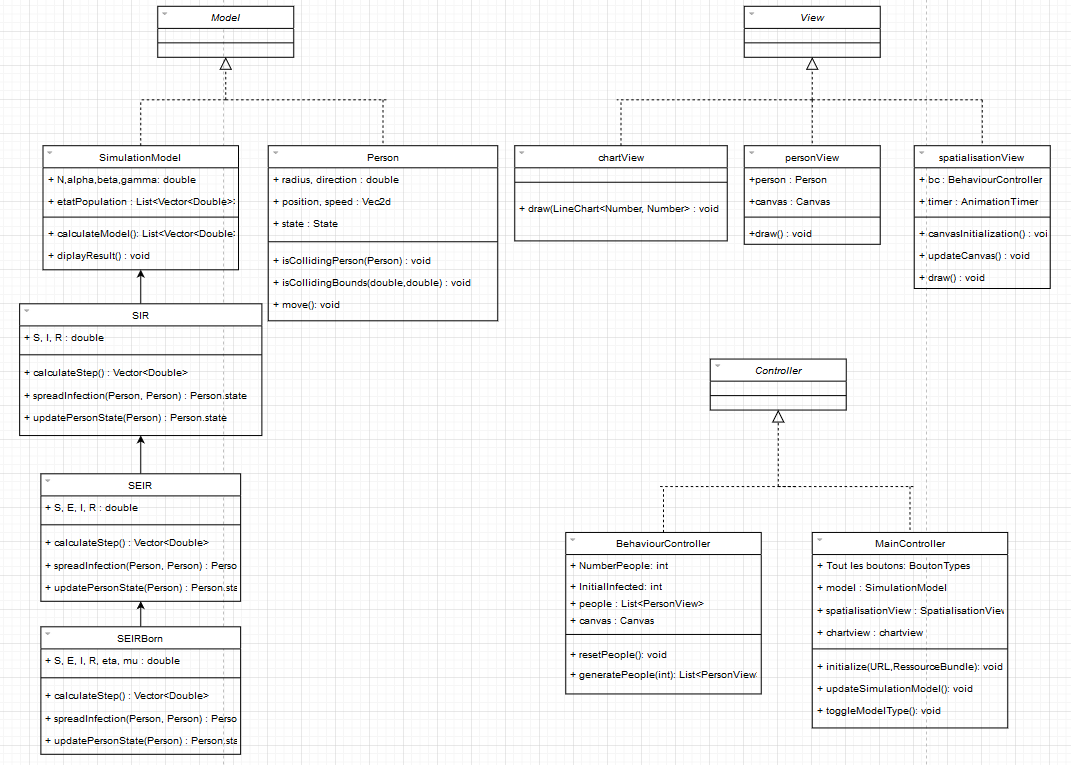 Model
View
SimulationModel
+ N,alpha,beta,gamma: double
+ etatPopulation : List<Vector<Double>>
+ calculateModel(): List<Vector<Double>
+ diplayResult() : void
Person
+ radius, direction : double
+ position, speed : Vec2d
+ state : State
+ isCollidingPerson(Person) : void
+ isCollidingBounds(double,double) : void
+ move(): void
chartView
+ draw(LineChart<Number, Number> : void
personView
+person : Person
+canvas : Canvas
+draw() : void
spatialisationView
+ bc : BehaviourController
+ timer : AnimationTimer
+ canvasInitialization() : voi
+ updateCanvas() : void
+ draw() : void
SIR
+ S, I, R : double
+ calculateStep() : Vector<Double>
+ spreadInfection(Person, Person) : Person.state
+ updatePersonState(Person) : Person.state
Controller
SEIR
+ S, E, I, R : double
+ calculateStep() : Vector<Double>
+ spreadInfection(Person, Person) : Perso
+ updatePersonState(Person) : Person.sta
BehaviourController
+ NumberPeople: int
+ InitialInfected: int
+ people : List<PersonView>
+ canvas : Canvas
+ resetPeople(): void
+ generatePeople(int): List<PersonView
MainController
+ Tout les boutons: BoutonTypes
+ model : SimulationModel
+ spatialisationView : SpatialisationView
+ chartview : chartview
+ initialize(URL,RessourceBundle): void
+ updateSimulationModel(): void
+ toggleModelType(): void
SEIRBorn
+ S, E, I, R, eta, mu : double
+ calculateStep() : Vector<Double>
+ spreadInfection(Person, Person) : Perso
+ updatePersonState(Person) : Person.sta